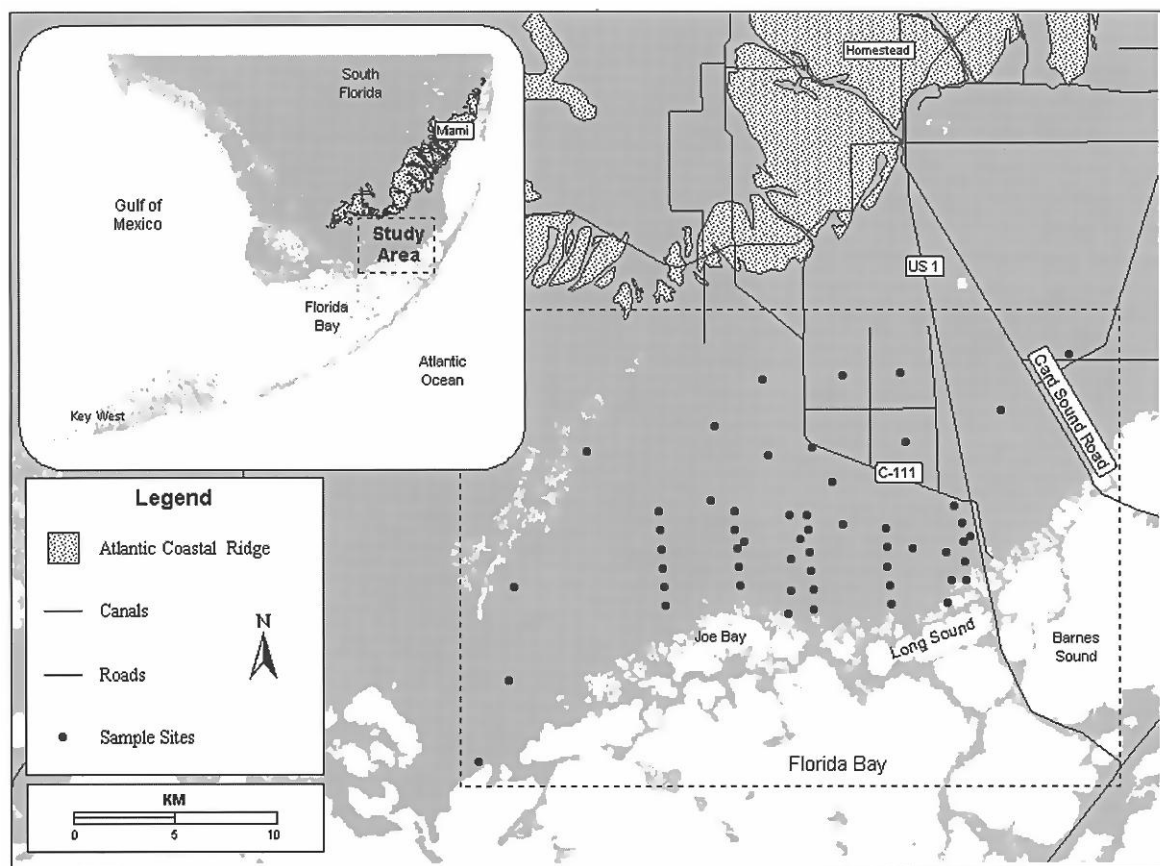 South
Florida
Miami
Gulf of
Mexico
Study
Area
Florida
Bay
Atlantic
Ocean
Key West
Homestead
US 1
Card Sound Road
C-111
Joe Bay
Long Sound
Barnes
Sound
Florida Bay
Legend
Atlantic Coastal Ridge
Canals
Roads
Sample Sites
N
KM
0 5 10